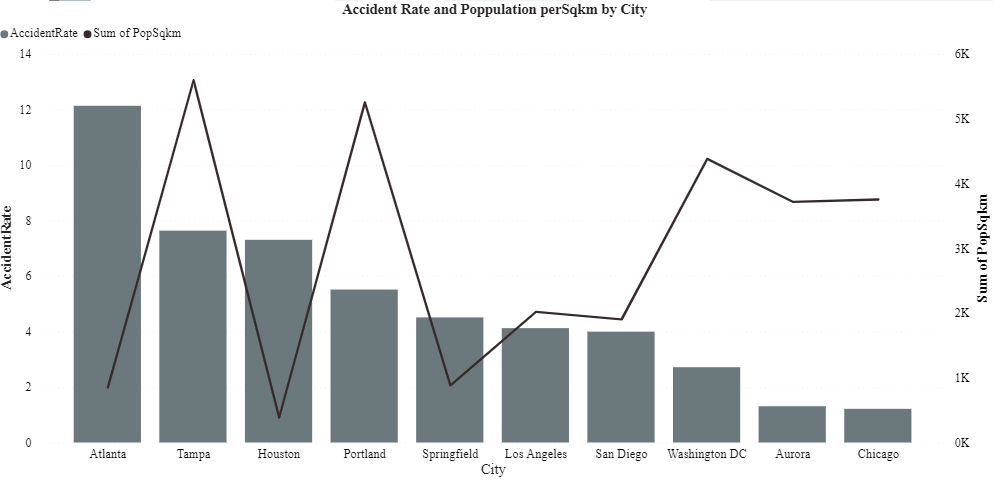 Accident Rate and Poppulation perSqkm by City
AccidentRate Sum of PopSqkm
14
12
10
8
6
4
2
0
AccidentRate
6K
5K
4K
3K
2K
1K
0K
Sum of PopSqkm
Atlanta Tampa Houston Portland Springfield Los Angeles San Diego Washington DC Aurora Chicago
City